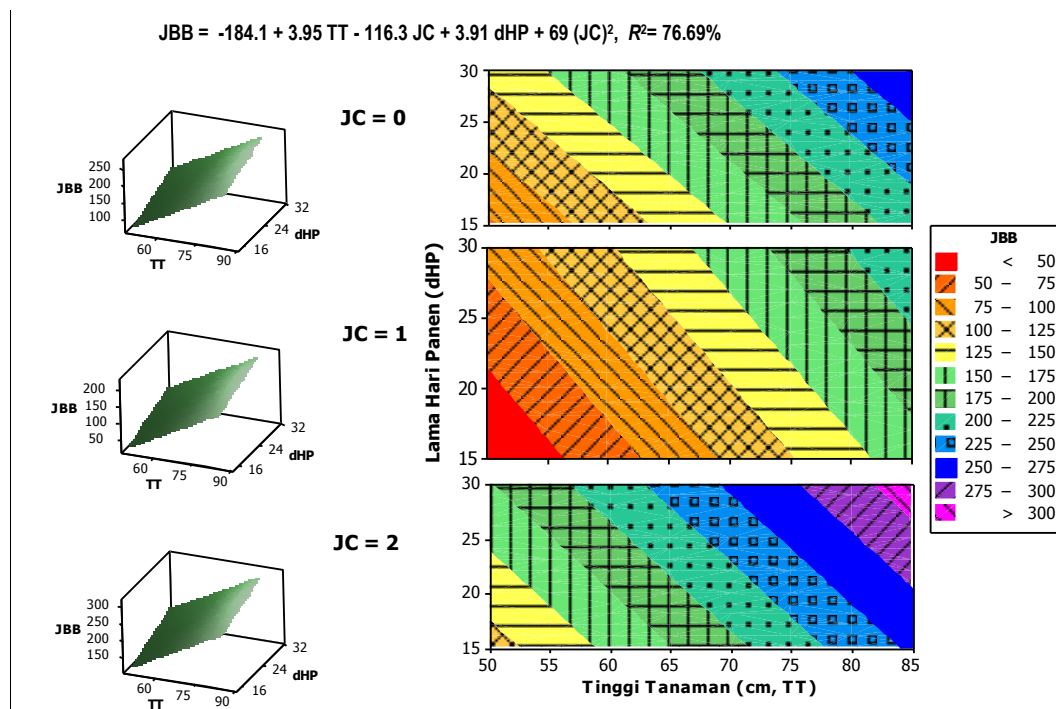 JBB = -184.1 + 3.95 TT - 116.3 JC + 3.91 dHP + 69 (JC)², R²= 76.69%
JC = 0
250
200
150
100
JBB
60
75
90
TT
16
24
32
dHP
JC = 1
200
150
100
50
JBB
60
75
90
TT
16
24
32
dHP
JC = 2
300
250
200
150
JBB
60
75
90
TT
16
24
32
dHP
Lama Hari Panen (dHP)
30
25
20
15
30
25
20
15
30
25
20
15
50 55 60 65 70 75 80 85
Tinggi Tanaman (cm, TT)
JBB
< 50
50 – 75
75 – 100
100 – 125
125 – 150
150 – 175
175 – 200
200 – 225
225 – 250
250 – 275
275 – 300
> 300